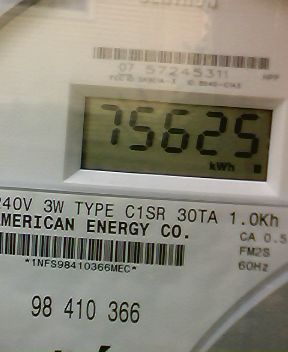 07 57245311
75625
kWh
240V 3W TYPE C1SR 30TA 1.0Kh
AMERICAN ENERGY CO.
CA 0.5
FM2S
60Hz
*1NFS98410366MEC*
98 410 366